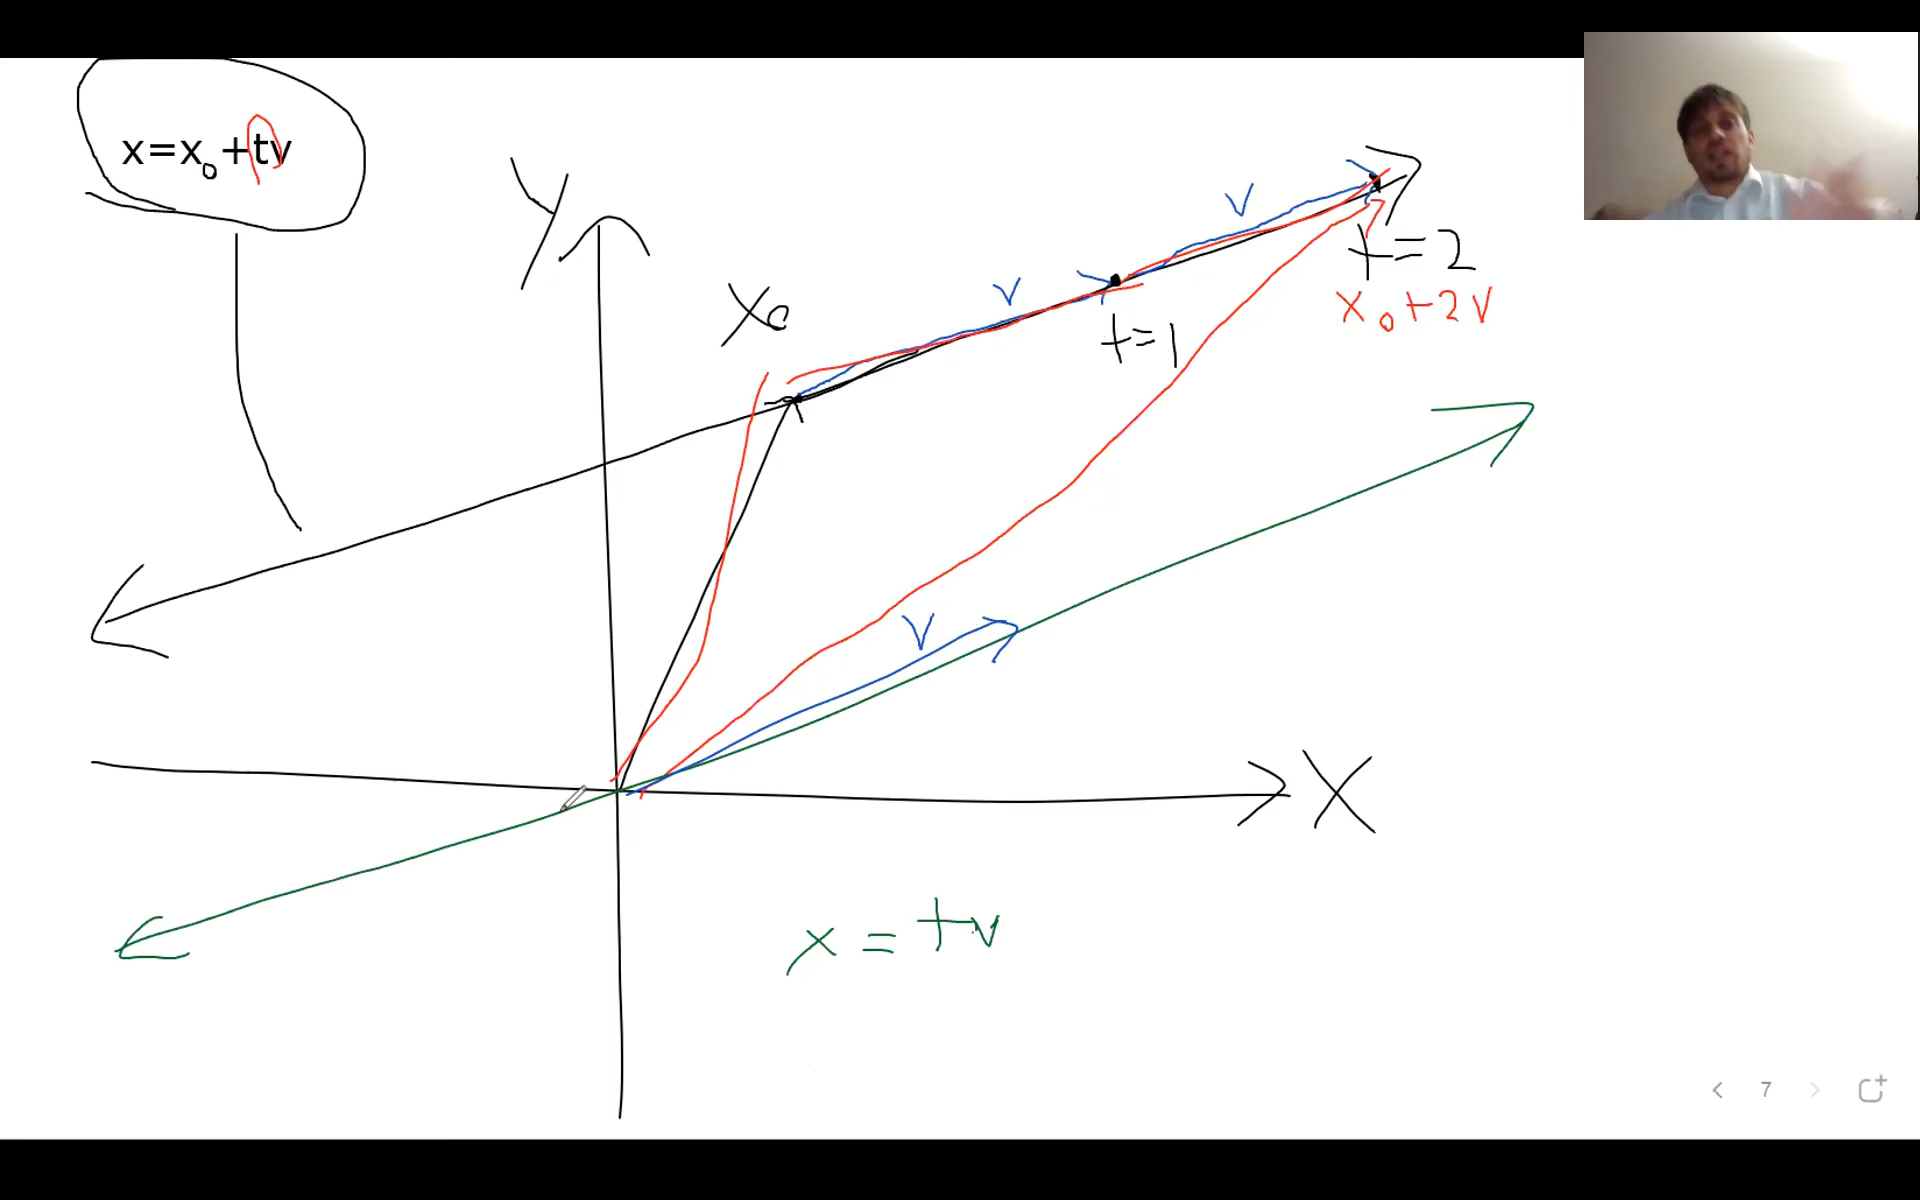 x=x₀+tv
Y
v
v
t=2
x₀+2v
x₀
t=1
v
X
x = tv
7